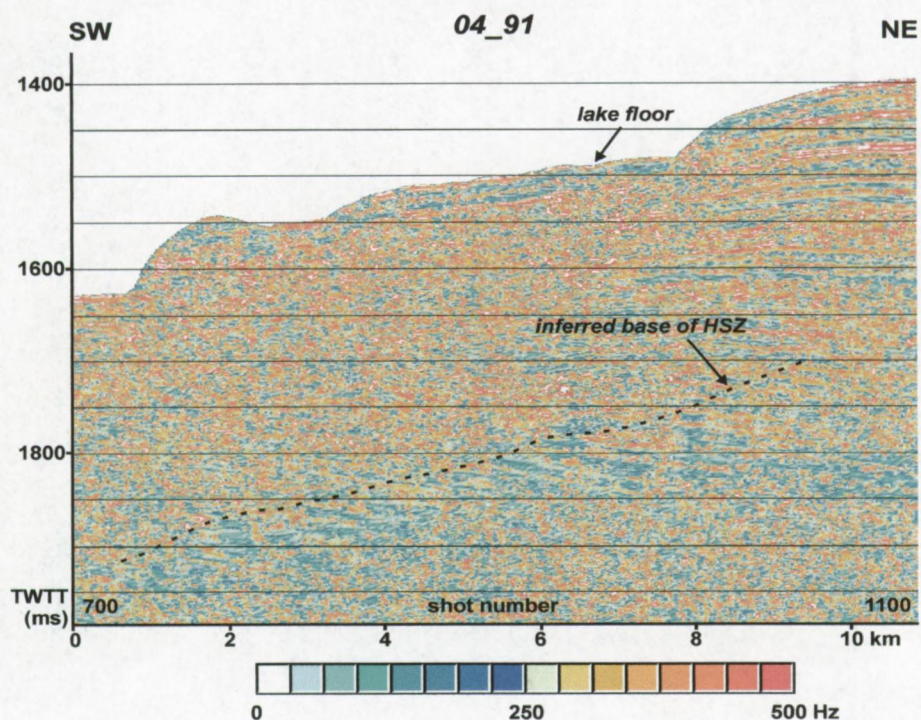 SW 04_91 NE
1400
lake floor
1600
inferred base of HSZ
1800
TWTT
(ms)
700 shot number 1100
0 2 4 6 8 10 km
0 250 500 Hz